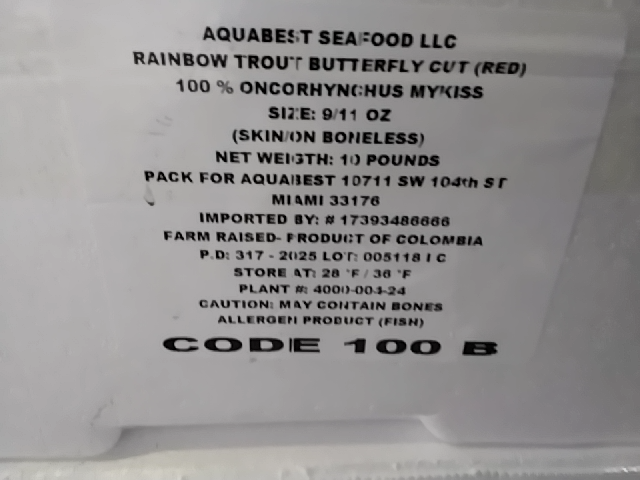 AQUABEST SEAFOOD LLC
RAINBOW TROUT BUTTERFLY CUT (RED)
100 % ONCORHYNCHUS MYKISS
SIZE: 9/11 OZ
(SKIN/ON BONELESS)
NET WEIGTH: 10 POUNDS
PACK FOR AQUABEST 10711 SW 104th ST
MIAMI 33176
IMPORTED BY: # 17393486666
FARM RAISED- PRODUCT OF COLOMBIA
P.D: 317 - 2025 LOT: 005118 I C
STORE AT: 28 °F / 36 °F
PLANT #: 4000-004-24
CAUTION: MAY CONTAIN BONES
ALLERGEN PRODUCT (FISH)
CODE 100 B